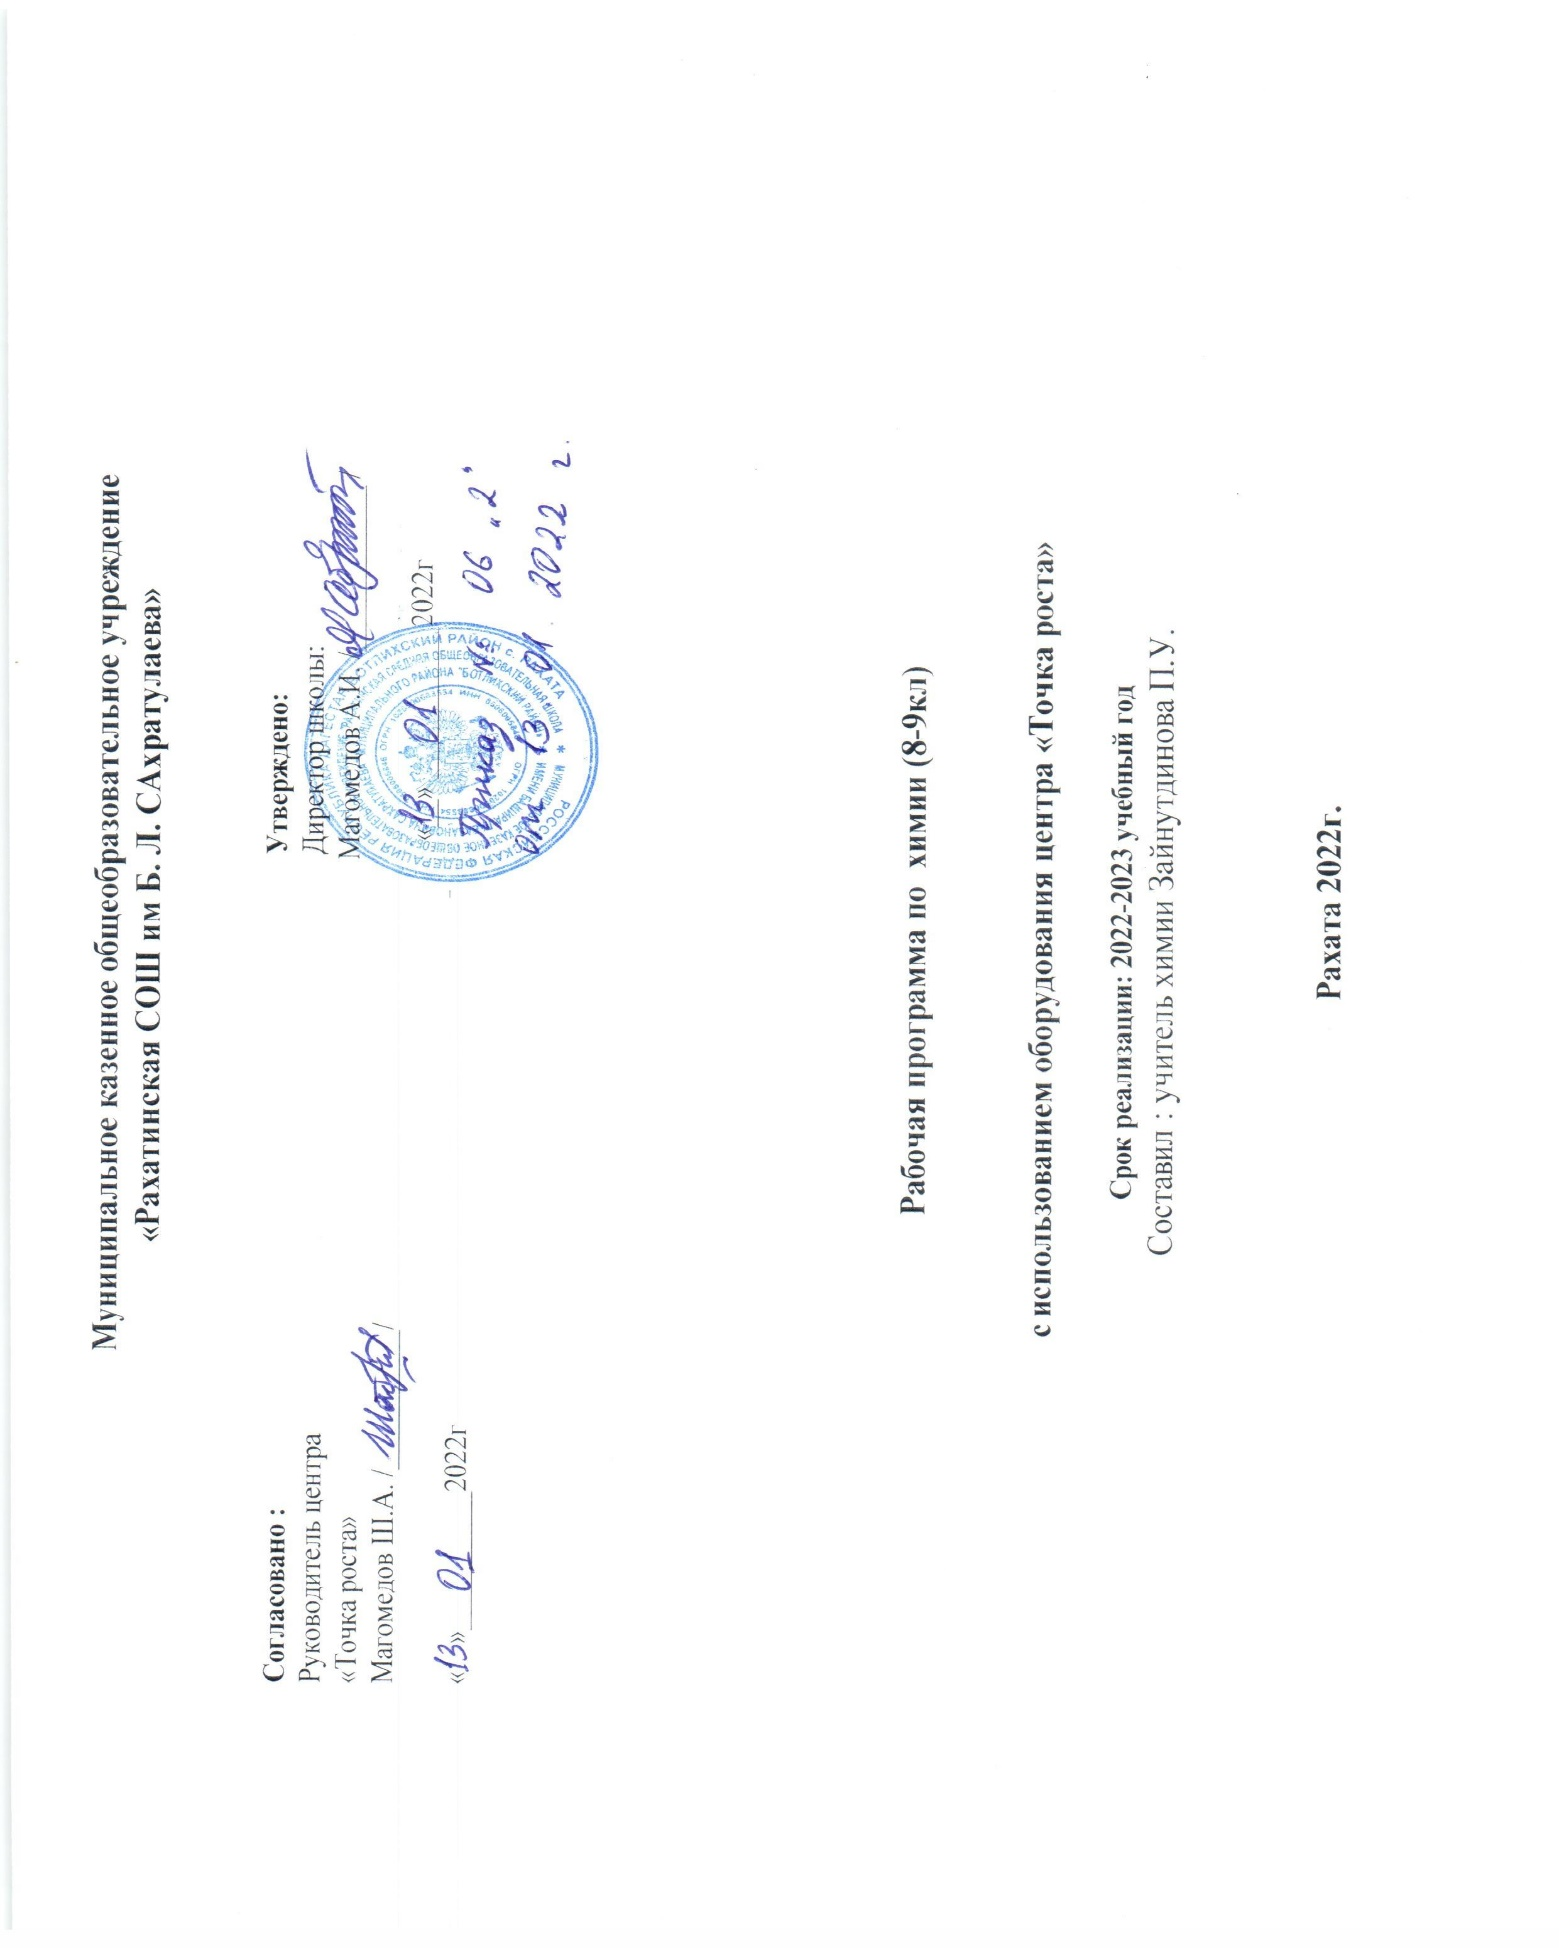 Муниципальное казенное общеобразовательное учреждение
«Рахатинская СОШ им Б. Л. САхратулаева»
Согласовано :
Руководитель центра
«Точка роста»
Магомедов Ш.А. / /
«13» 01 2022г
Утверждено:
Директор школы:
Магомедов А.И.
«13» 01 2022г
Приказ № 06 „2”
от 13 01 2022 г.
Рабочая программа по химии (8-9кл)
с использованием оборудования центра «Точка роста»
Срок реализации: 2022-2023 учебный год
Составил : учитель химии Зайнутдинова П.У.
Рахата 2022г.